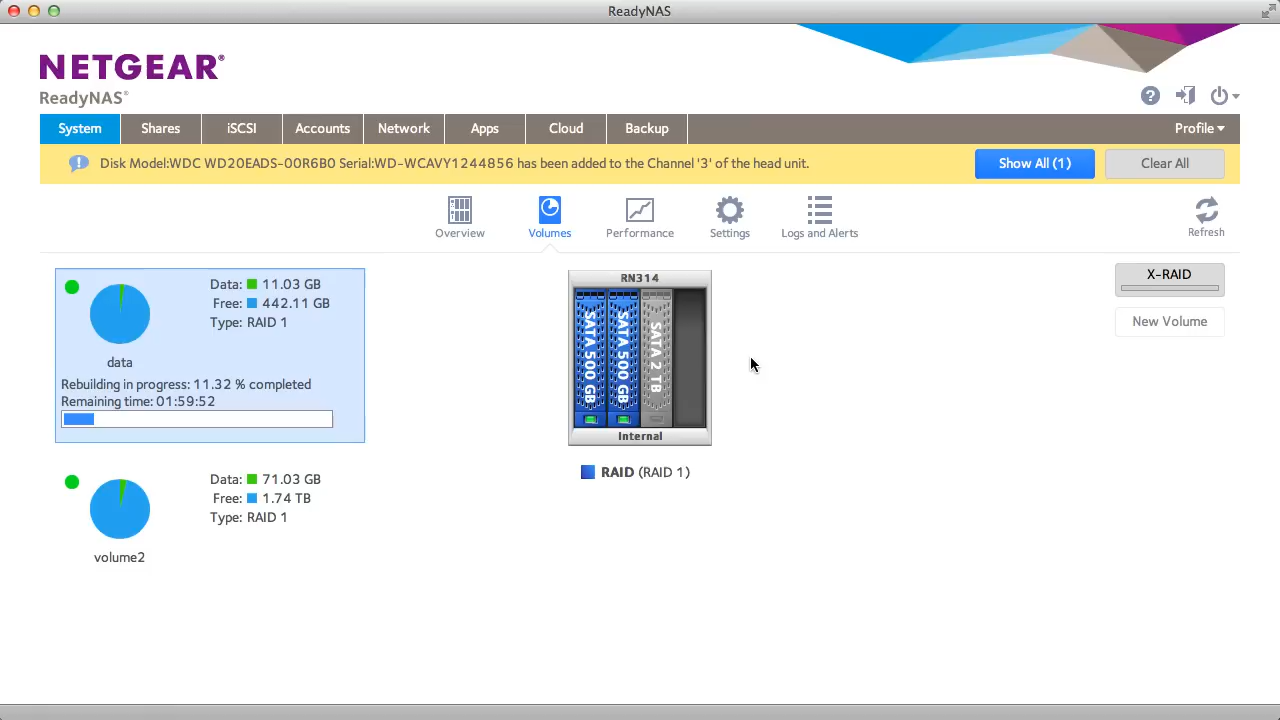 ReadyNAS
NETGEAR®
ReadyNAS®
System Shares iSCSI Accounts Network Apps Cloud Backup Profile
Disk Model:WDC WD20EADS-00R6B0 Serial:WD-WCAVY1244856 has been added to the Channel '3' of the head unit. Show All (1) Clear All
Overview Volumes Performance Settings Logs and Alerts Refresh
Data: 11.03 GB
Free: 442.11 GB
Type: RAID 1
data
Rebuilding in progress: 11.32 % completed
Remaining time: 01:59:52
Data: 71.03 GB
Free: 1.74 TB
Type: RAID 1
volume2
RN314
SATA 500 GB
SATA 500 GB
SATA 2 TB
Internal
RAID (RAID 1)
X-RAID
New Volume